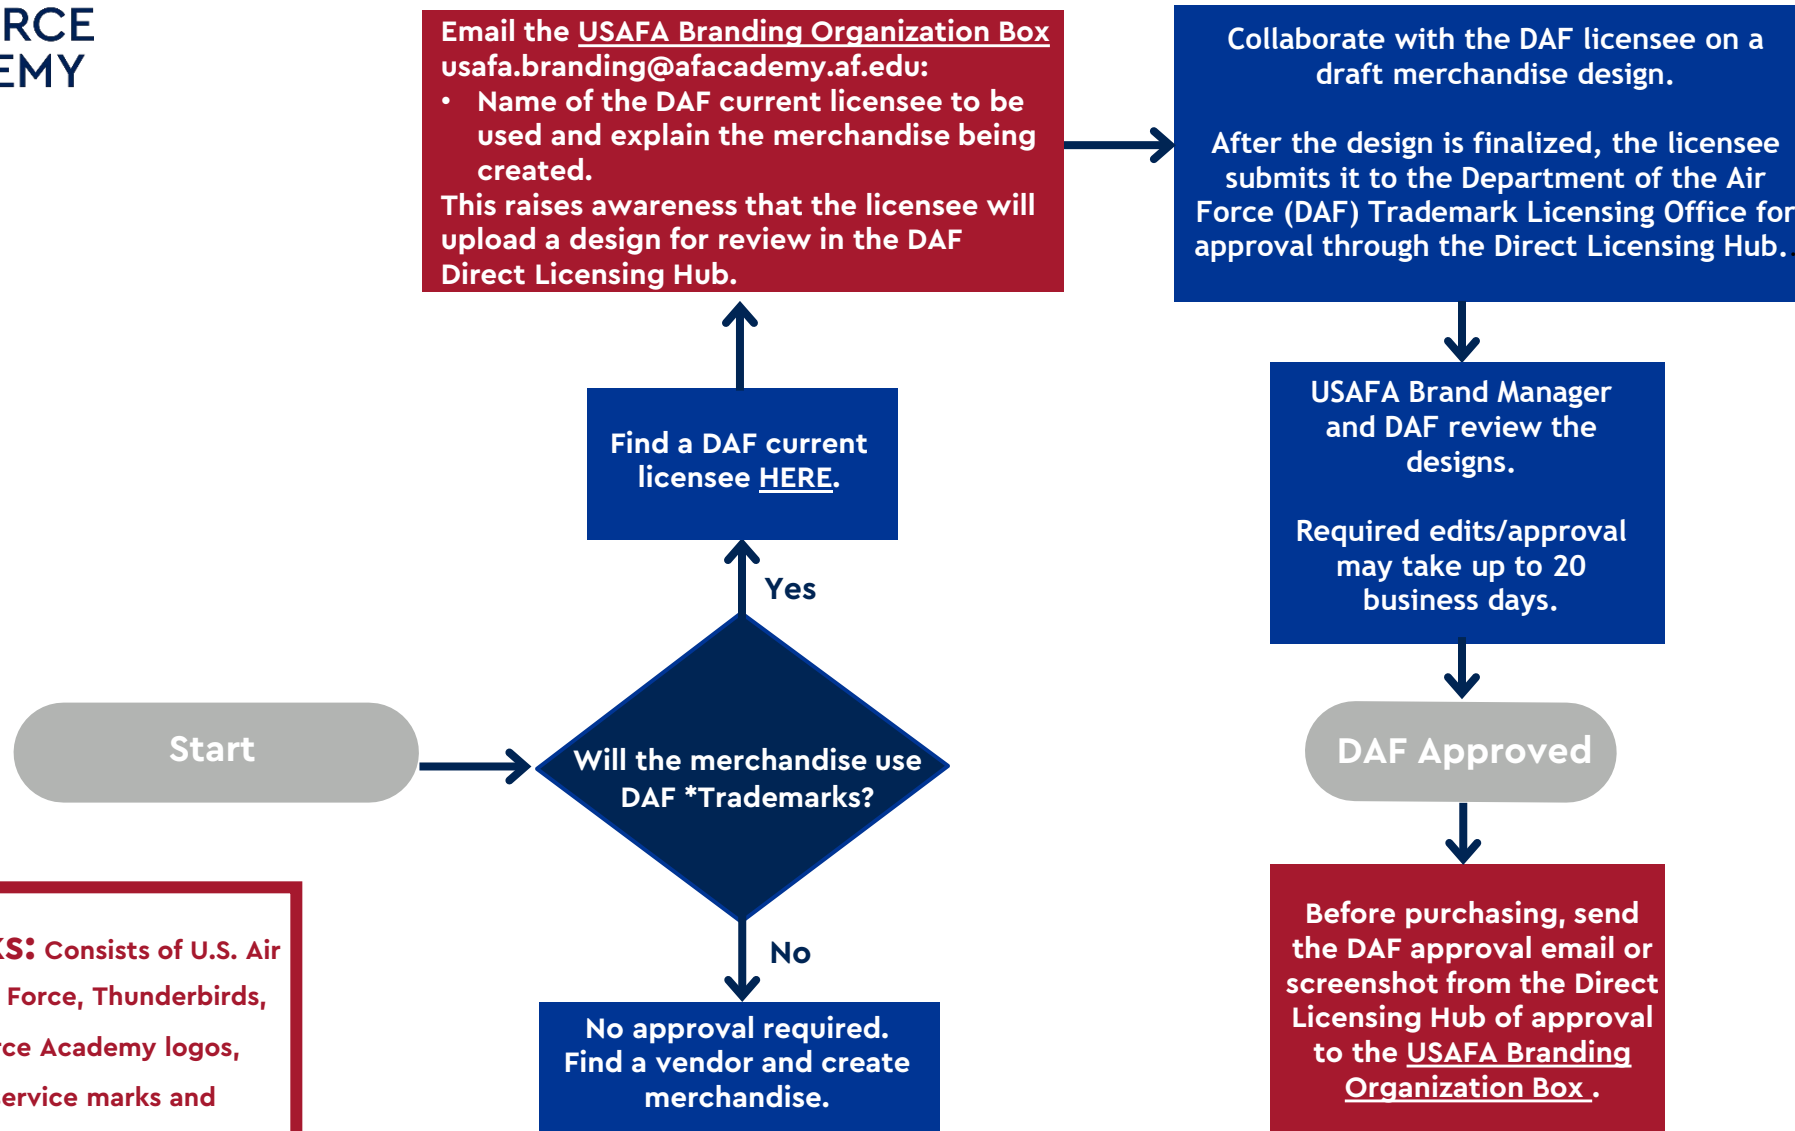 RCE
EMY
Email the USAFA Branding Organization Box
usafa.branding@afacademy.af.edu:
• Name of the DAF current licensee to be
used and explain the merchandise being
created.
This raises awareness that the licensee will
upload a design for review in the DAF
Direct Licensing Hub.
Collaborate with the DAF licensee on a
draft merchandise design.
After the design is finalized, the licensee
submits it to the Department of the Air
Force (DAF) Trademark Licensing Office for
approval through the Direct Licensing Hub..
Find a DAF current
licensee HERE.
USAFA Brand Manager
and DAF review the
designs.
Required edits/approval
may take up to 20
business days.
Yes
Start
Will the merchandise use
DAF *Trademarks?
DAF Approved
No
No approval required.
Find a vendor and create
merchandise.
Before purchasing, send
the DAF approval email or
screenshot from the Direct
Licensing Hub of approval
to the USAFA Branding
Organization Box .
ks: Consists of U.S. Air
Force, Thunderbirds,
rce Academy logos,
service marks and